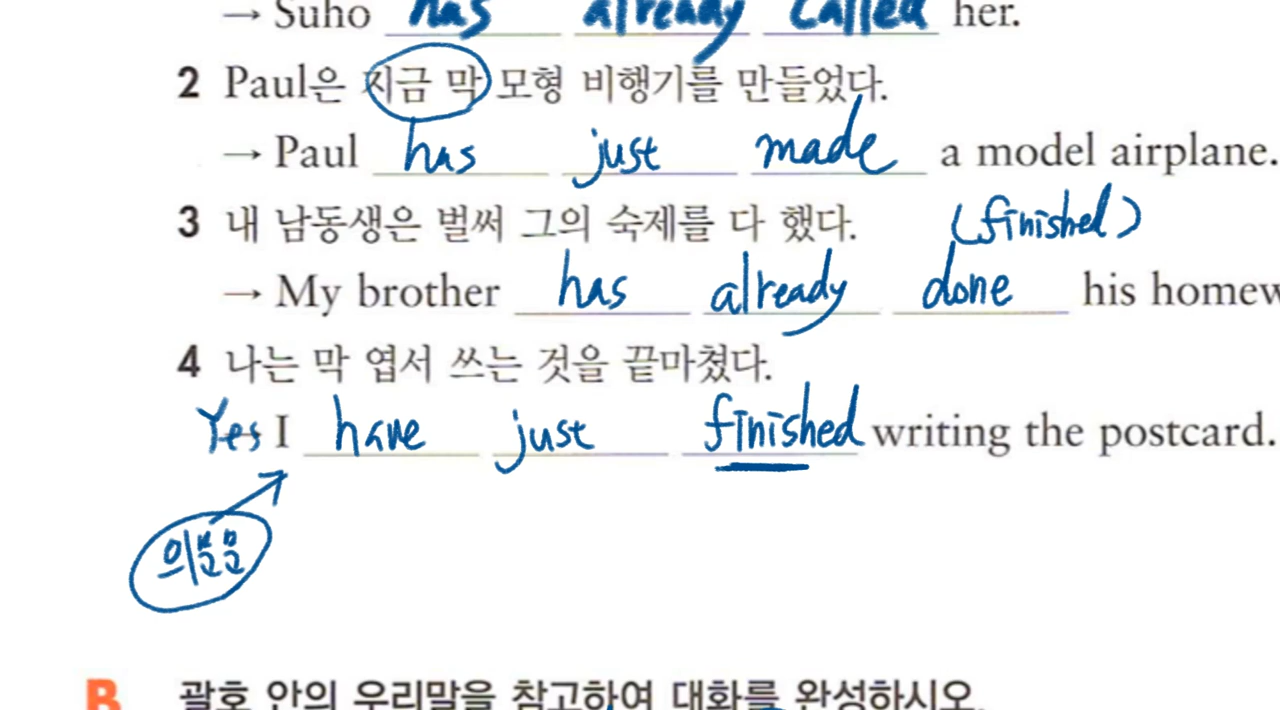 → Suho has already called her.
2 Paul은 지금 막 모형 비행기를 만들었다.
→ Paul has just made a model airplane.
3 내 남동생은 벌써 그의 숙제를 다 했다. (finished)
→ My brother has already done his homew
4 나는 막 엽서 쓰는 것을 끝마쳤다.
Yes I have just finished writing the postcard.
의문문
B 괄호 안의 우리말을 참고하여 대화를 완성하시오.